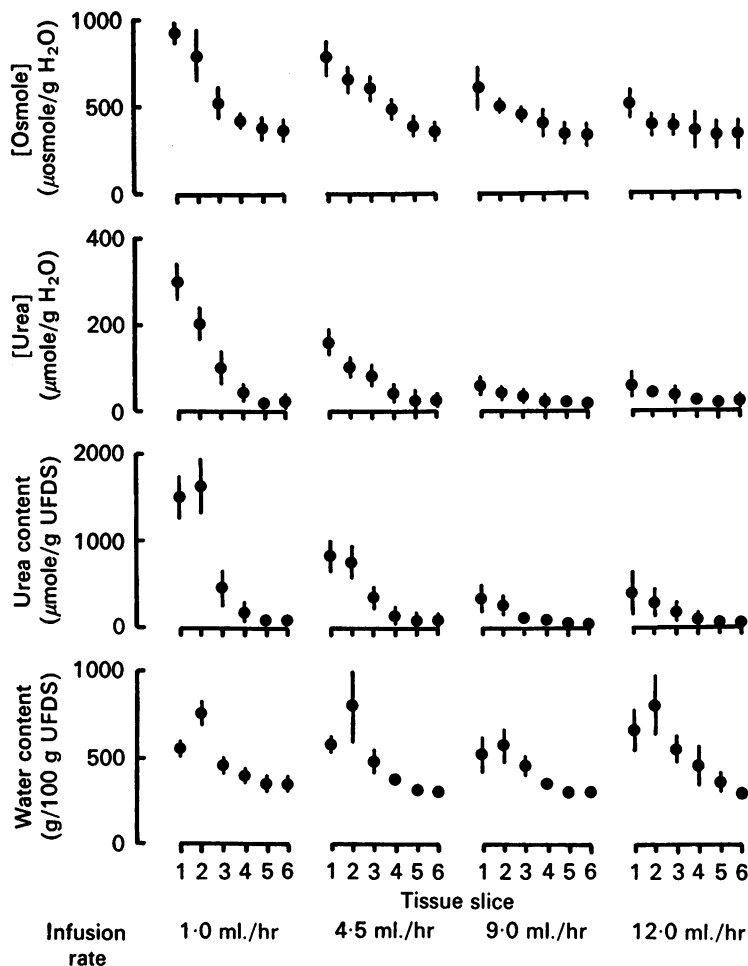 [Osmole]
(μosmole/g H₂O)
1000
500
0
[Urea]
(μmole/g H₂O)
400
200
0
Urea content
(μmole/g UFDS)
2000
1000
0
Water content
(g/100 g UFDS)
1000
500
0
1 2 3 4 5 6 1 2 3 4 5 6 1 2 3 4 5 6 1 2 3 4 5 6
Tissue slice
Infusion
rate
1·0 ml./hr 4·5 ml./hr 9·0 ml./hr 12·0 ml./hr